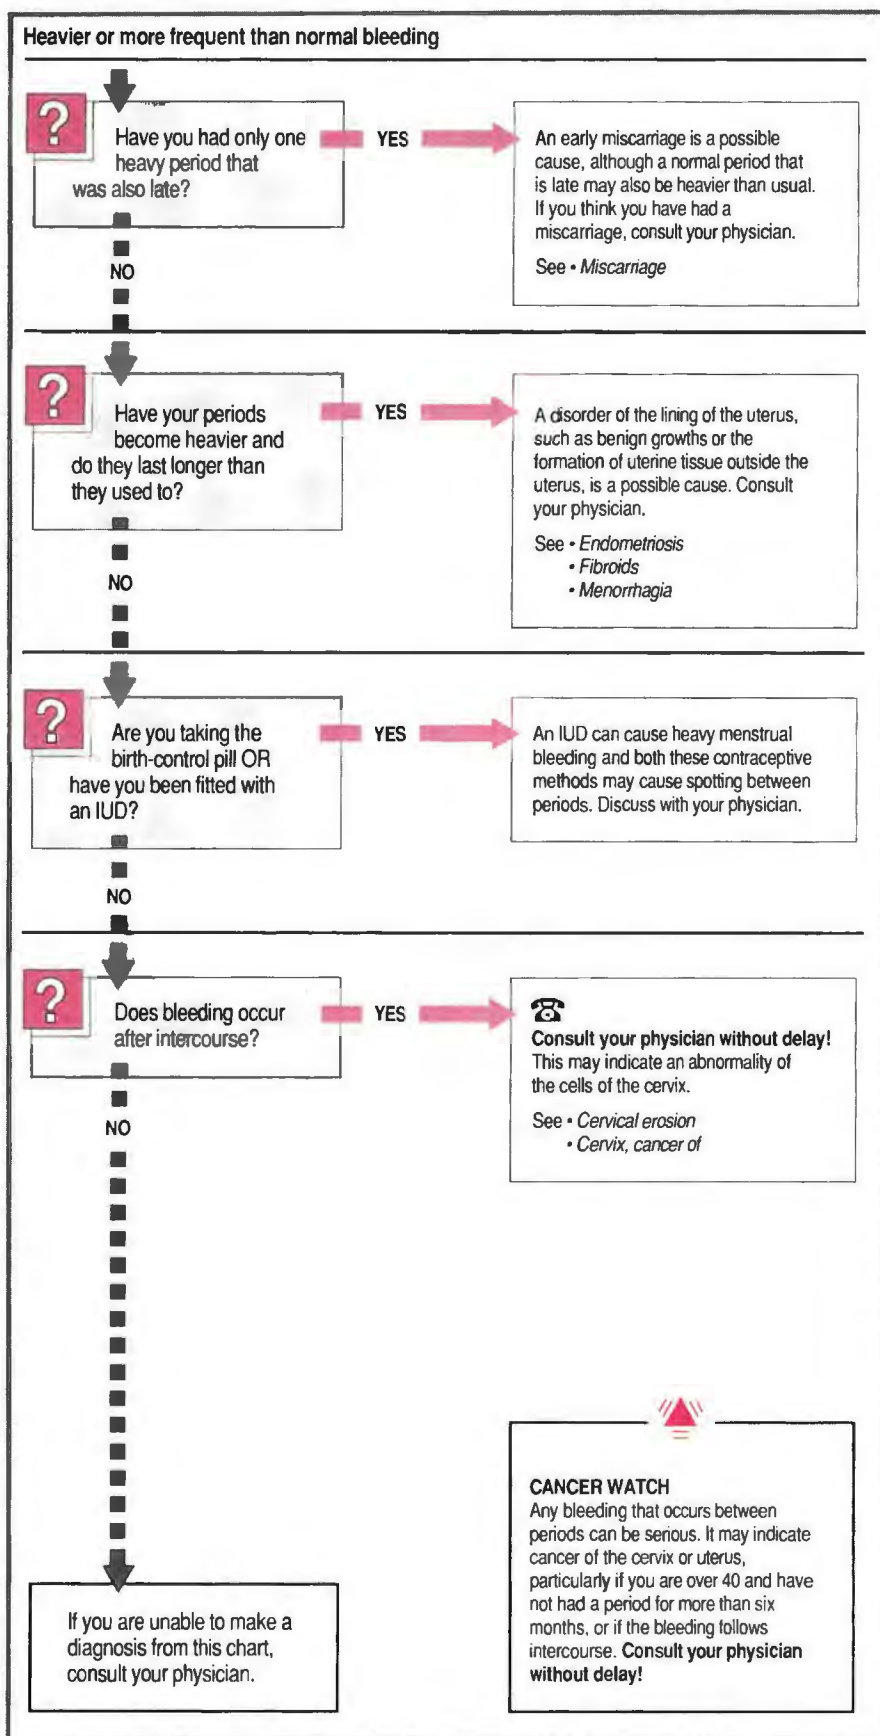 Heavier or more frequent than normal bleeding
?
Have you had only one
heavy period that
was also late?
YES
An early miscarriage is a possible
cause, although a normal period that
is late may also be heavier than usual.
If you think you have had a
miscarriage, consult your physician.
See • Miscarriage
NO
?
Have your periods
become heavier and
do they last longer than
they used to?
YES
A disorder of the lining of the uterus,
such as benign growths or the
formation of uterine tissue outside the
uterus, is a possible cause. Consult
your physician.
See • Endometriosis
• Fibroids
• Menorrhagia
NO
?
Are you taking the
birth-control pill OR
have you been fitted with
an IUD?
YES
An IUD can cause heavy menstrual
bleeding and both these contraceptive
methods may cause spotting between
periods. Discuss with your physician.
NO
?
Does bleeding occur
after intercourse?
YES
Consult your physician without delay!
This may indicate an abnormality of
the cells of the cervix.
See • Cervical erosion
• Cervix, cancer of
NO
If you are unable to make a
diagnosis from this chart,
consult your physician.
CANCER WATCH
Any bleeding that occurs between
periods can be serious. It may indicate
cancer of the cervix or uterus,
particularly if you are over 40 and have
not had a period for more than six
months, or if the bleeding follows
intercourse. Consult your physician
without delay!